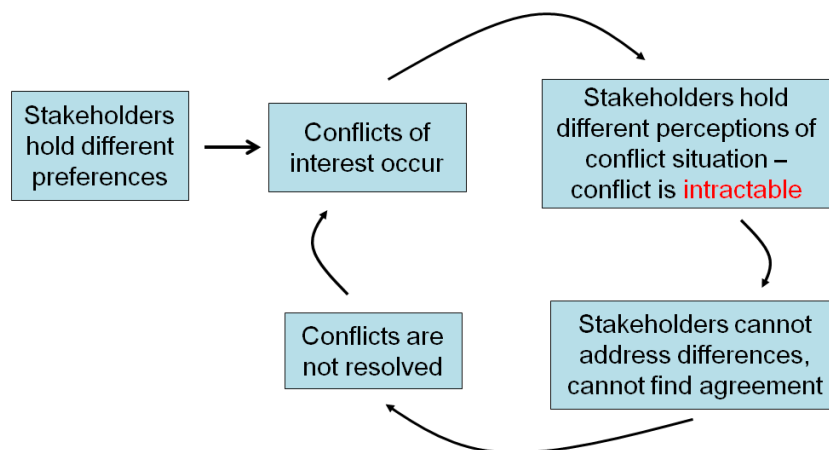 Stakeholders
hold different
preferences
Conflicts of
interest occur
Stakeholders hold
different perceptions of
conflict situation –
conflict is intractable
Stakeholders cannot
address differences,
cannot find agreement
Conflicts are
not resolved